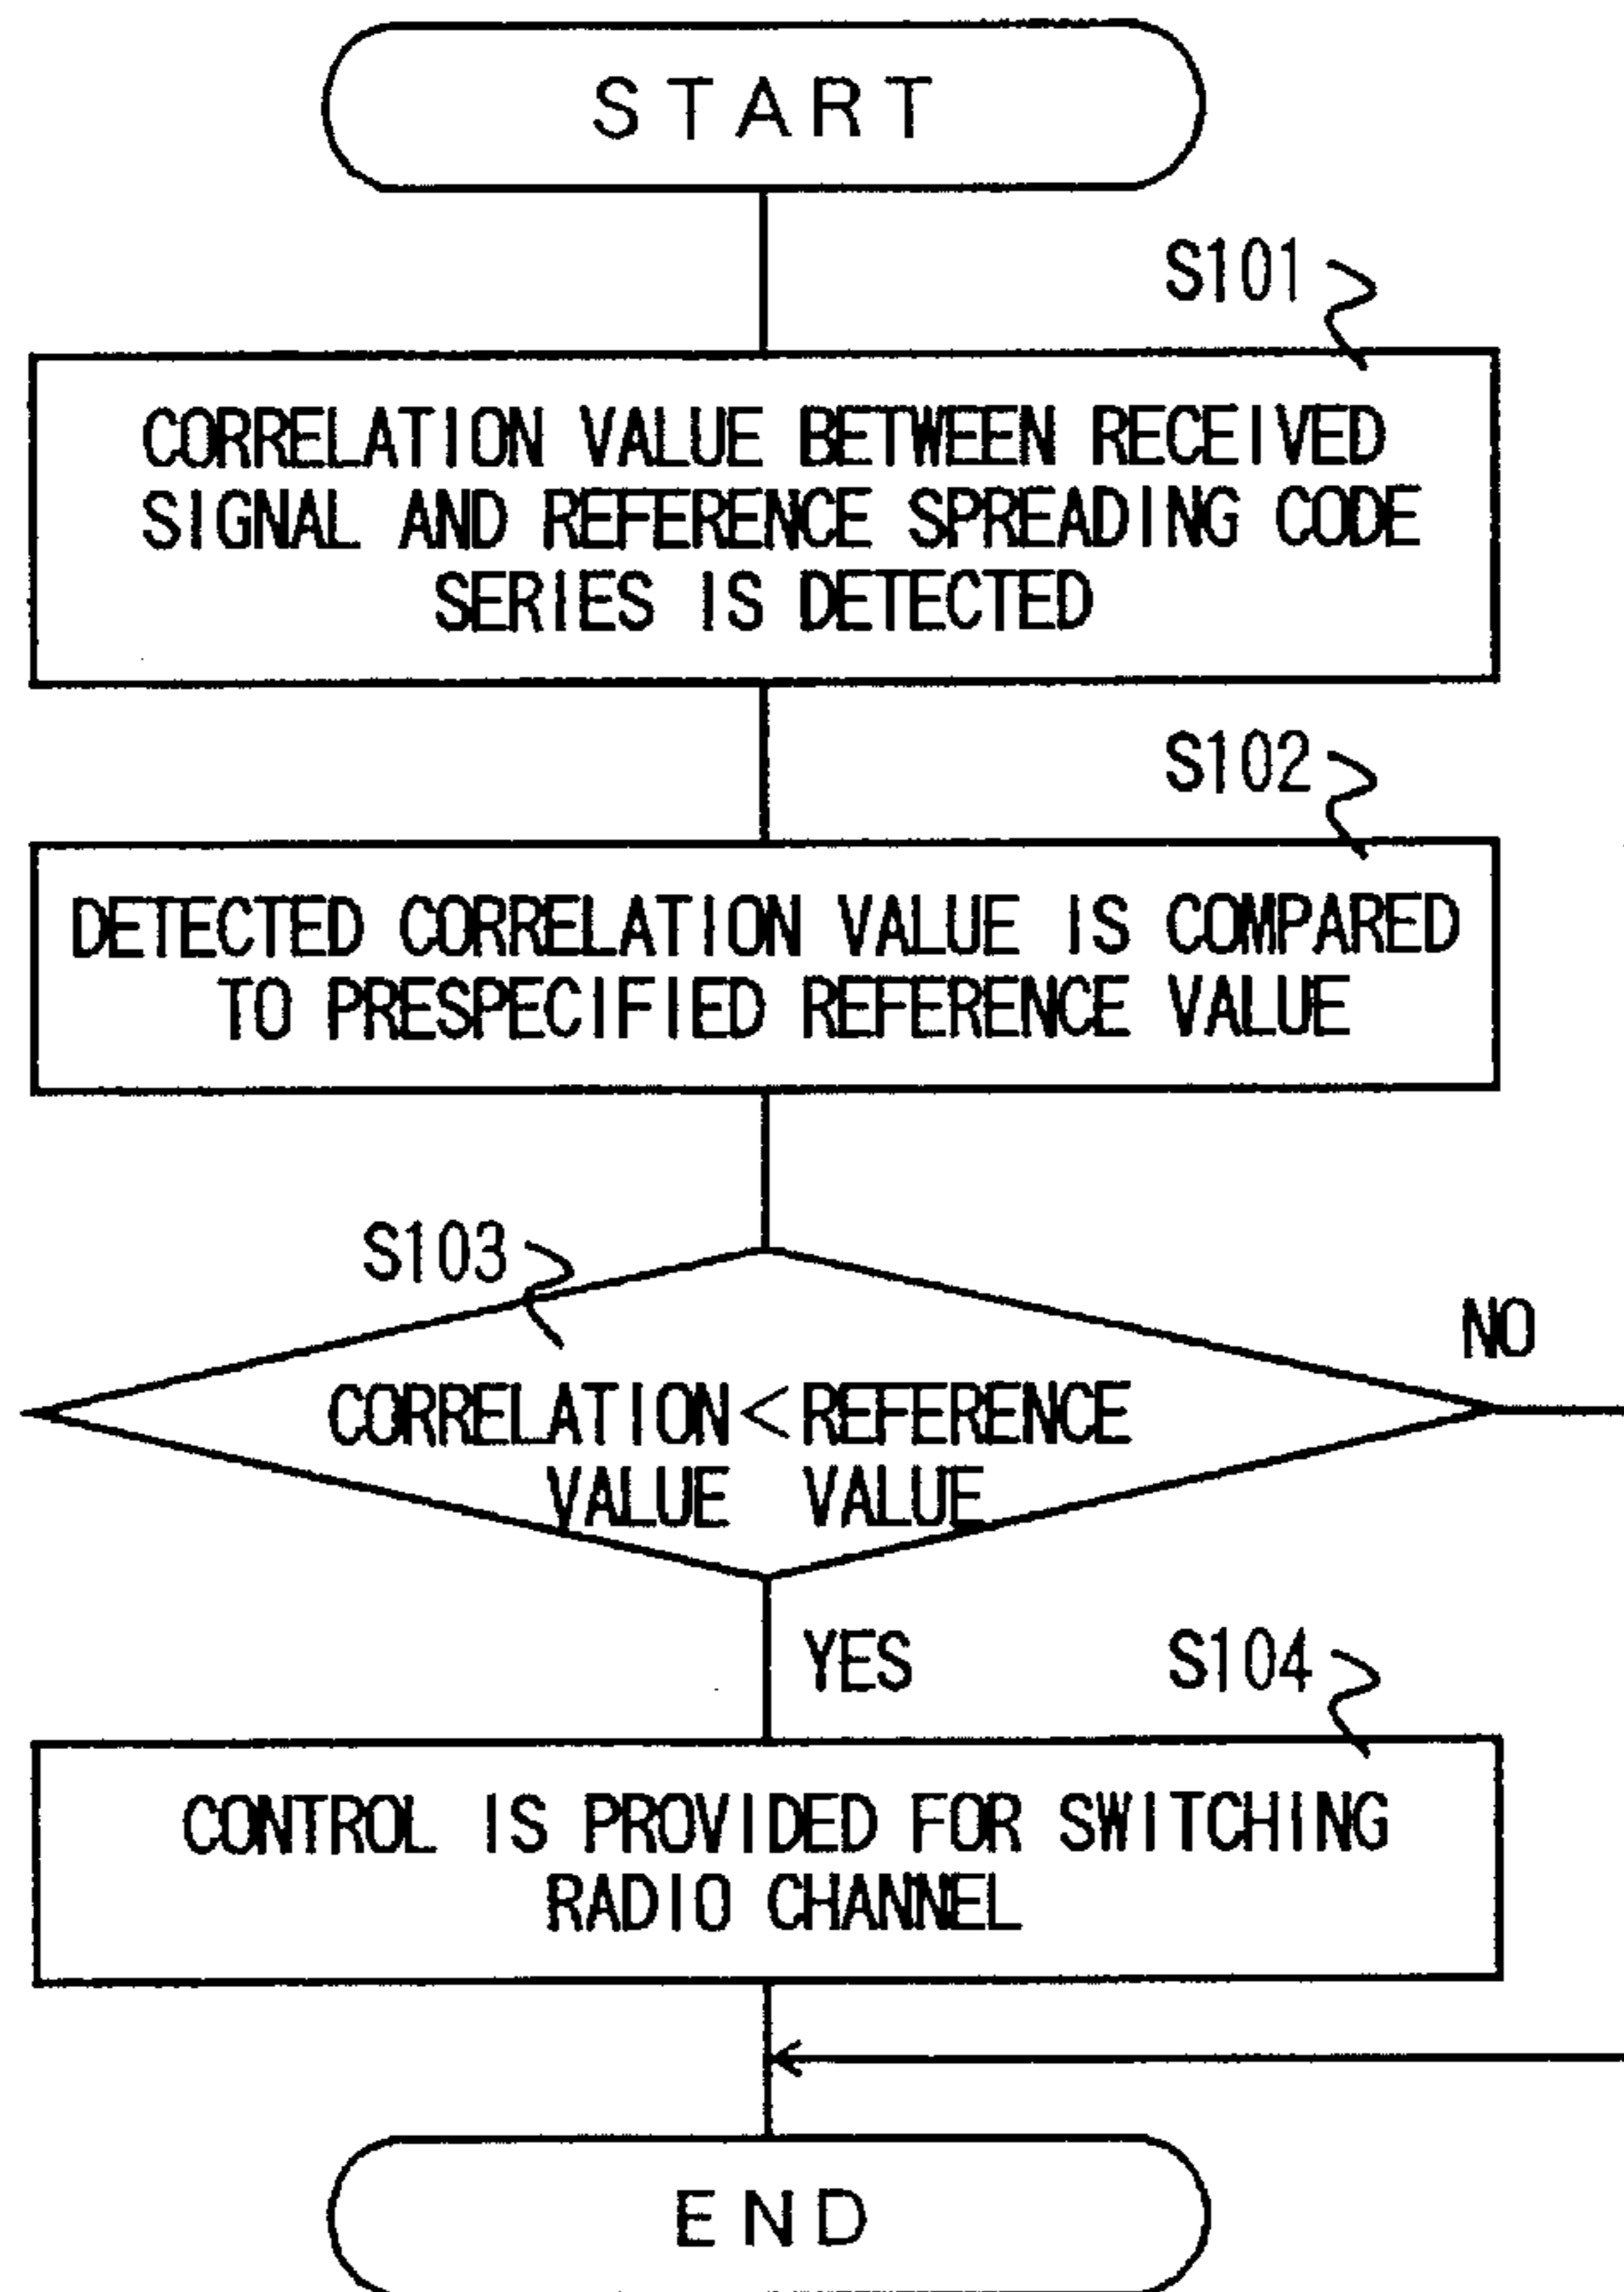 START
S101
CORRELATION VALUE BETWEEN RECEIVED
SIGNAL AND REFERENCE SPREADING CODE
SERIES IS DETECTED
S102
DETECTED CORRELATION VALUE IS COMPARED
TO PRESPECIFIED REFERENCE VALUE
S103
NO
CORRELATION < REFERENCE
VALUE VALUE
YES
S104
CONTROL IS PROVIDED FOR SWITCHING
RADIO CHANNEL
END